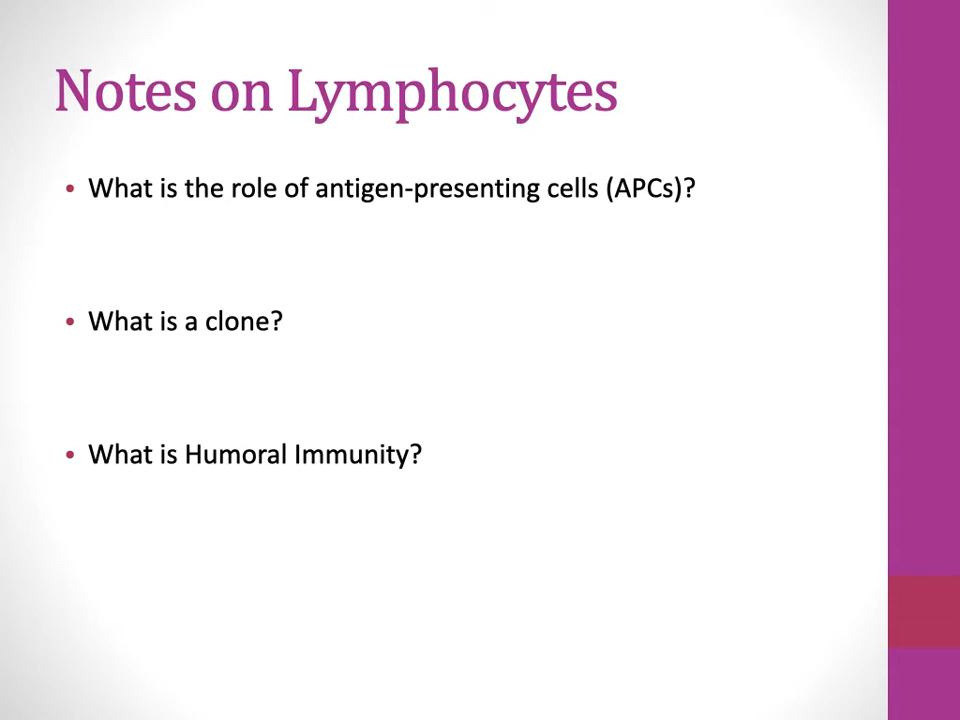 Notes on Lymphocytes
• What is the role of antigen-presenting cells (APCs)?
• What is a clone?
• What is Humoral Immunity?